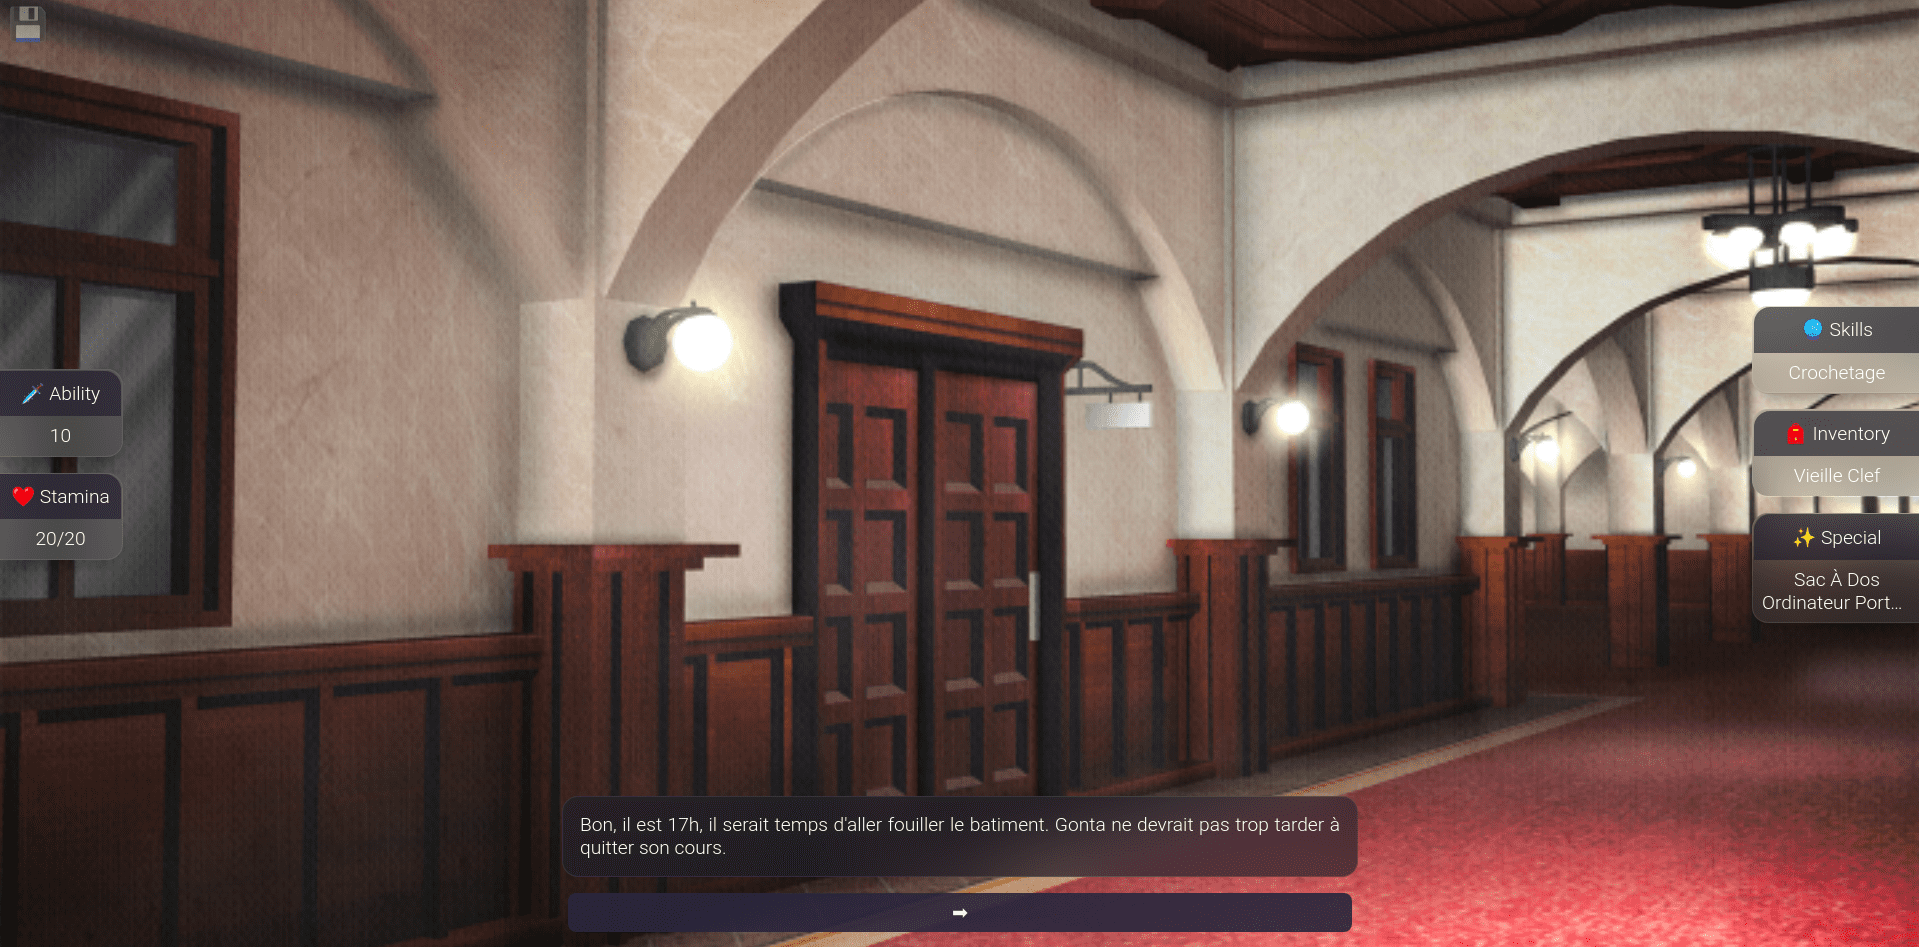 Ability
10
Stamina
20/20
Skills
Crochetage
Inventory
Vieille Clef
Special
Sac À Dos
Ordinateur Port...
Bon, il est 17h, il serait temps d'aller fouiller le batiment. Gonta ne devrait pas trop tarder à
quitter son cours.